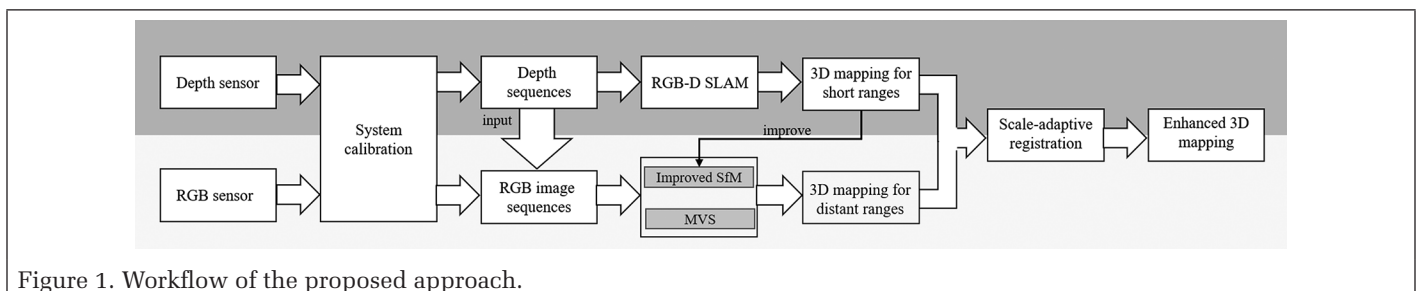 Depth sensor
System
calibration
Depth
sequences
RGB-D SLAM
3D mapping for
short ranges
input
improve
Scale-adaptive
registration
Enhanced 3D
mapping
RGB sensor
RGB image
sequences
Improved SfM
MVS
3D mapping for
distant ranges
Figure 1. Workflow of the proposed approach.